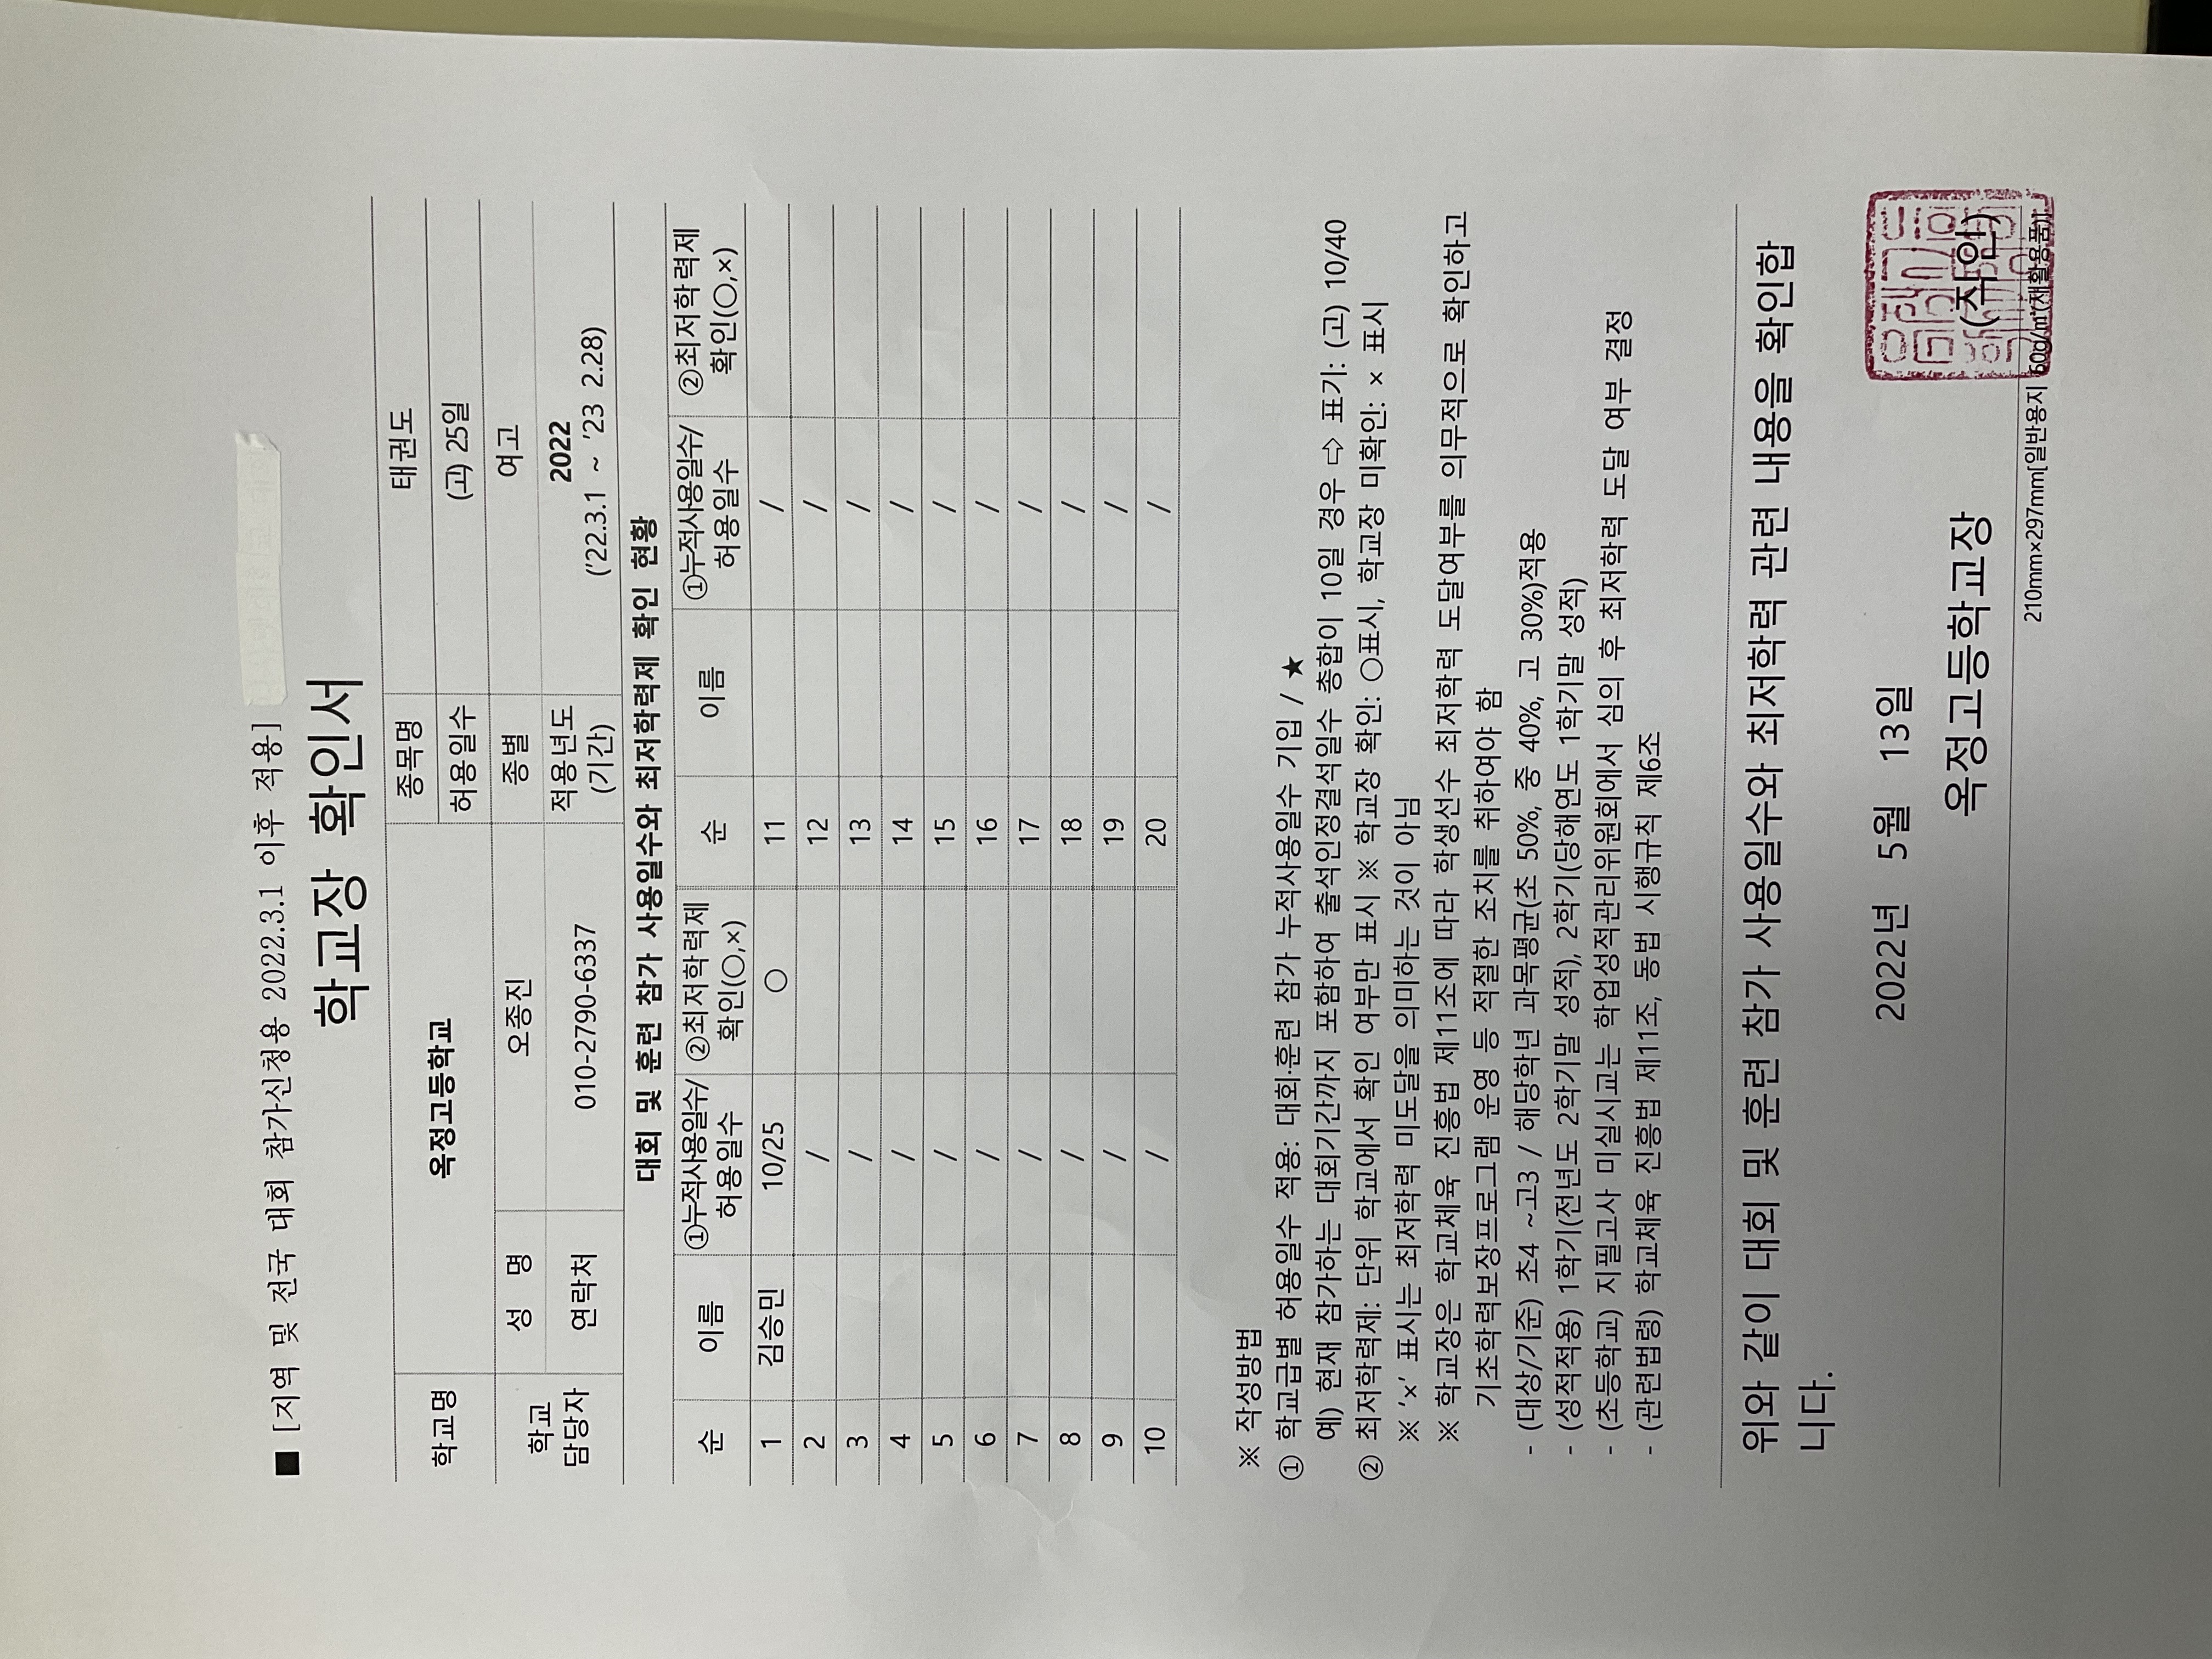 ■ [지역 및 전국 대회 참가신청용 2022.3.1 이후 적용]
학교장 확인서
학교명 옥정고등학교 종목명 태권도
허용일수 (고) 25일
학교 담당자 성 명 오종진 종별 여고
연락처 010-2790-6337 적용년도 (기간) 2022 ('22.3.1 ~ '23 2.28)
대회 및 훈련 참가 사용일수와 최저학력제 확인 현황
순 이름 ①누적사용일수/허용일수 ②최저학력제 확인(○,×) 순 이름 ①누적사용일수/허용일수 ②최저학력제 확인(○,×)
1 김승민 10/25 ○ 11 /
2 / 12 /
3 / 13 /
4 / 14 /
5 / 15 /
6 / 16 /
7 / 17 /
8 / 18 /
9 / 19 /
10 / 20 /
※ 작성방법
① 학교급별 허용일수 적용: 대회·훈련 참가 누적사용일수 기입 / ★
예) 현재 참가하는 대회기간까지 포함하여 출석인정결석일수 총합이 10일 경우 ⇨ 표기: (고) 10/40
② 최저학력제: 단위 학교에서 확인 여부만 표시 ※ 학교장 확인: ○표시, 학교장 미확인: × 표시
※ '×' 표시는 최저학력 미도달을 의미하는 것이 아님
※ 학교장은 학교체육 진흥법 제11조에 따라 학생선수 최저학력 도달여부를 의무적으로 확인하고
기초학력보장프로그램 운영 등 적절한 조치를 취하여야 함
- (대상/기준) 초4 ~고3 / 해당학년 과목평균(초 50%, 중 40%, 고 30%)적용
- (성적적용) 1학기(전년도 2학기말 성적), 2학기(당해연도 1학기말 성적)
- (초등학교) 지필고사 미실시교는 학업성적관리위원회에서 심의 후 최저학력 도달 여부 결정
- (관련법령) 학교체육 진흥법 제11조, 동법 시행규칙 제6조
위와 같이 대회 및 훈련 참가 사용일수와 최저학력 관련 내용을 확인합
니다.
2022년 5월 13일
옥정고등학교장 (직인)
210mm×297mm[일반용지 60g/㎡(재활용품)]